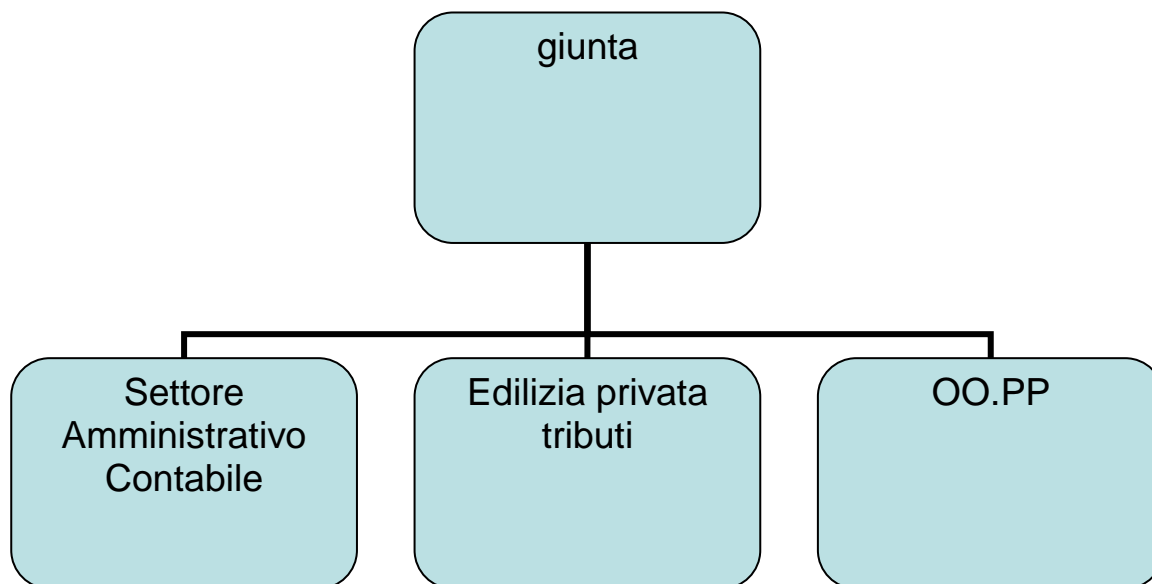 giunta
Settore
Amministrativo
Contabile
Edilizia privata
tributi
OO.PP